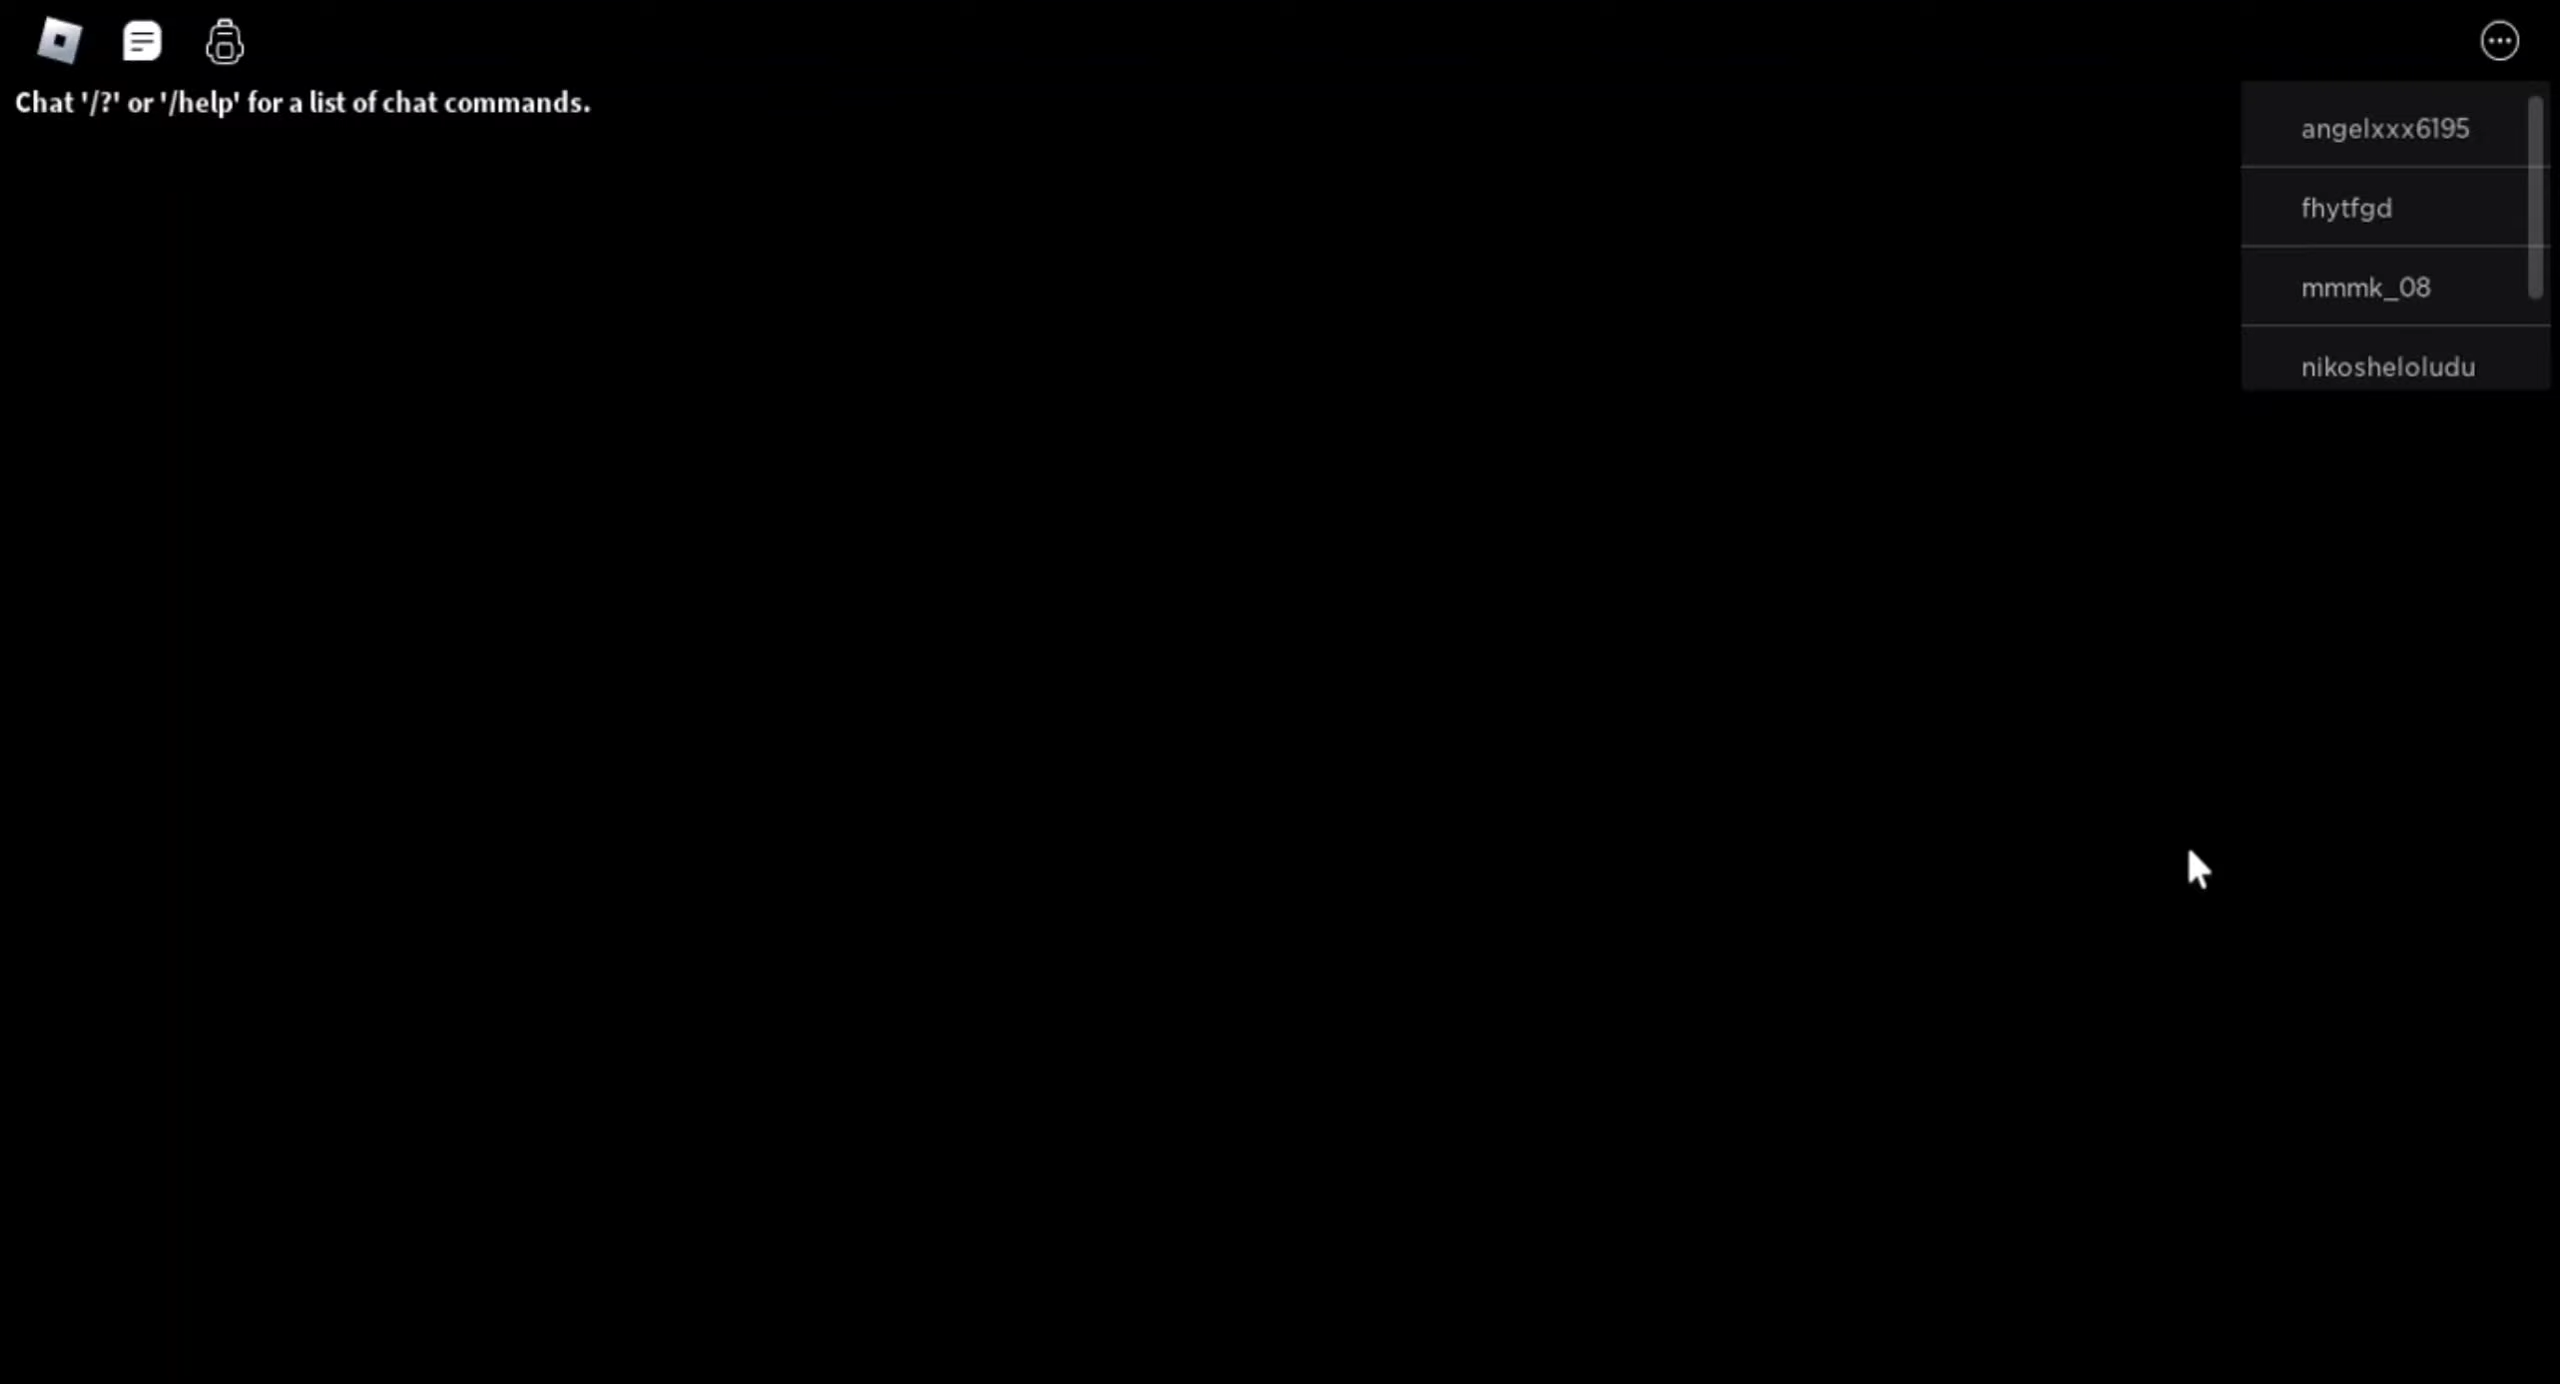 Chat '/?' or '/help' for a list of chat commands.
angelxxx6195
fhytfgd
mmmk_08
nikosheloludu